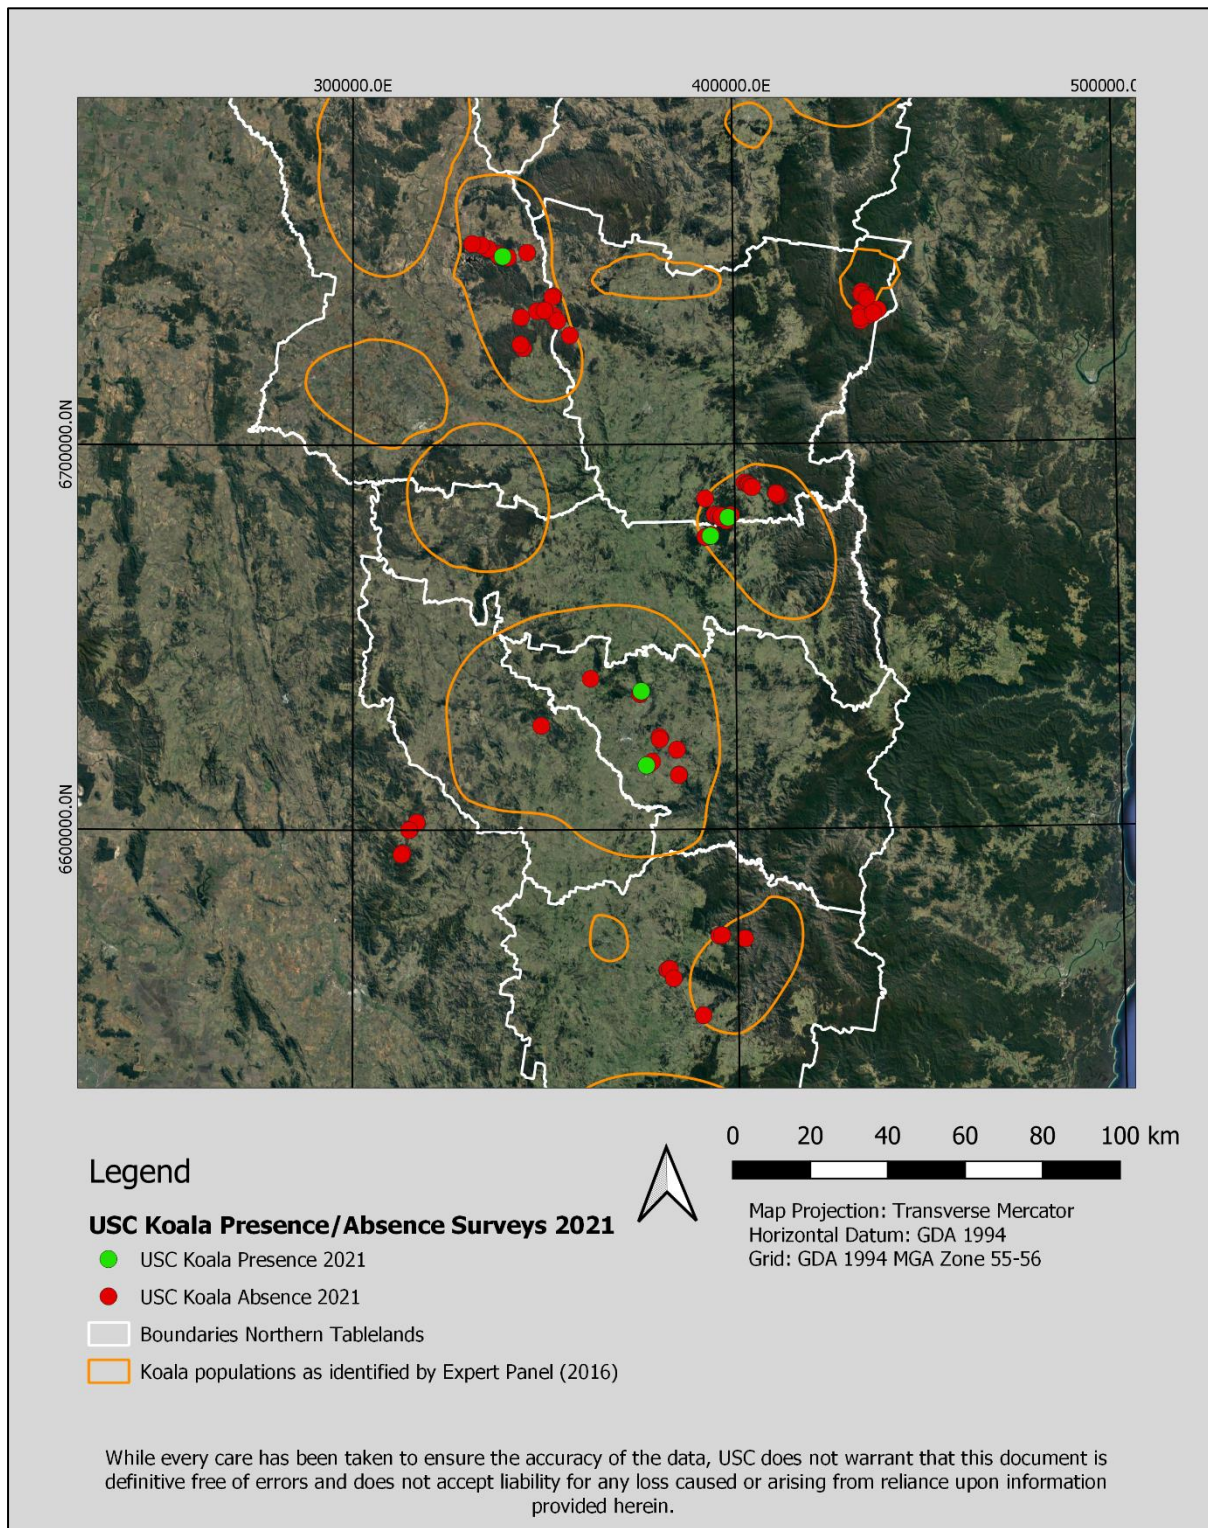 300000.0E
400000.0E
500000.0
6700000.0N
6600000.0N
0 20 40 60 80 100 km
Legend
USC Koala Presence/Absence Surveys 2021
USC Koala Presence 2021
USC Koala Absence 2021
Boundaries Northern Tablelands
Koala populations as identified by Expert Panel (2016)
Map Projection: Transverse Mercator
Horizontal Datum: GDA 1994
Grid: GDA 1994 MGA Zone 55-56
While every care has been taken to ensure the accuracy of the data, USC does not warrant that this document is
definitive free of errors and does not accept liability for any loss caused or arising from reliance upon information
provided herein.